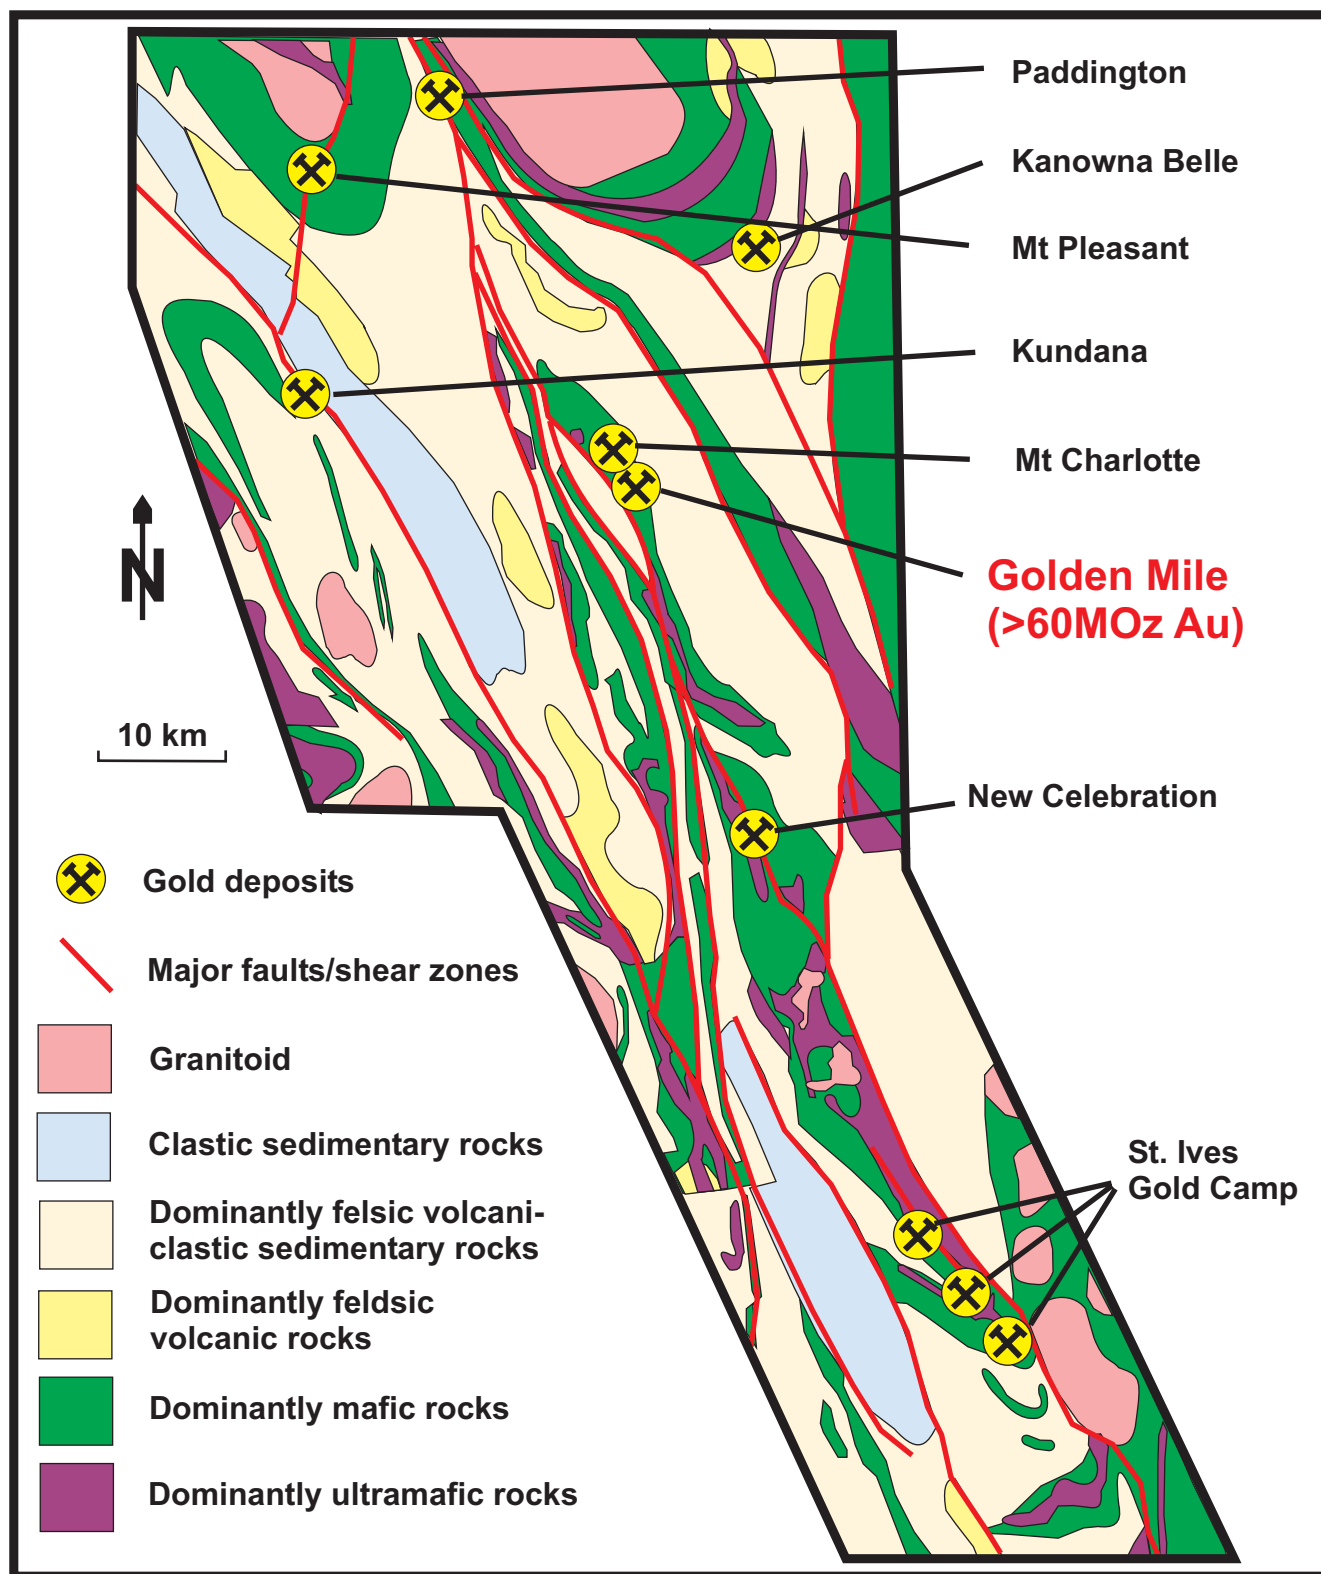 Paddington
Kanowna Belle
Mt Pleasant
Kundana
Mt Charlotte
Golden Mile
(>60MOz Au)
N
10 km
New Celebration
Gold deposits
Major faults/shear zones
Granitoid
Clastic sedimentary rocks
St. Ives
Gold Camp
Dominantly felsic volcani-
clastic sedimentary rocks
Dominantly feldsic
volcanic rocks
Dominantly mafic rocks
Dominantly ultramafic rocks